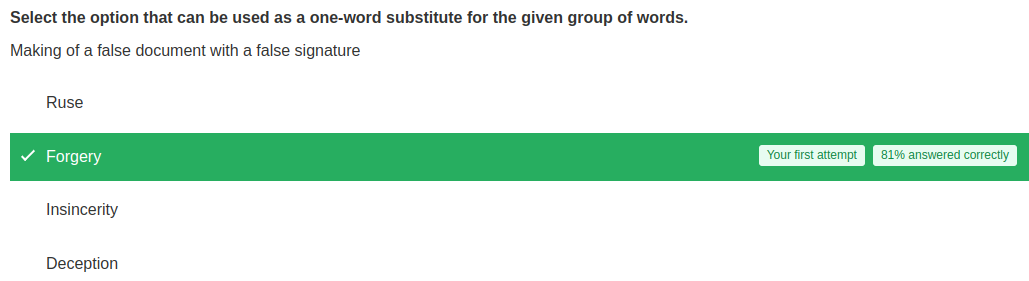 Select the option that can be used as a one-word substitute for the given group of words.
Making of a false document with a false signature
Ruse
Forgery Your first attempt 81% answered correctly
Insincerity
Deception